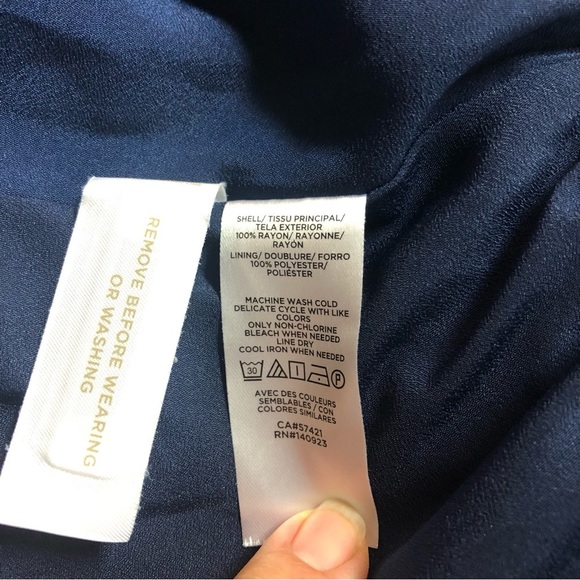 REMOVE BEFORE WEARING
OR WASHING
SHELL/ TISSU PRINCIPAL/
TELA EXTERIOR
100% RAYON/ RAYONNE/
RAYÓN
LINING/ DOUBLURE/ FORRO
100% POLYESTER/
POLIÉSTER
MACHINE WASH COLD
DELICATE CYCLE WITH LIKE
COLORS
ONLY NON-CHLORINE
BLEACH WHEN NEEDED
LINE DRY
COOL IRON WHEN NEEDED
30 P
AVEC DES COULEURS
SEMBLABLES / CON
COLORES SIMILARES
CA#57421
RN#140923